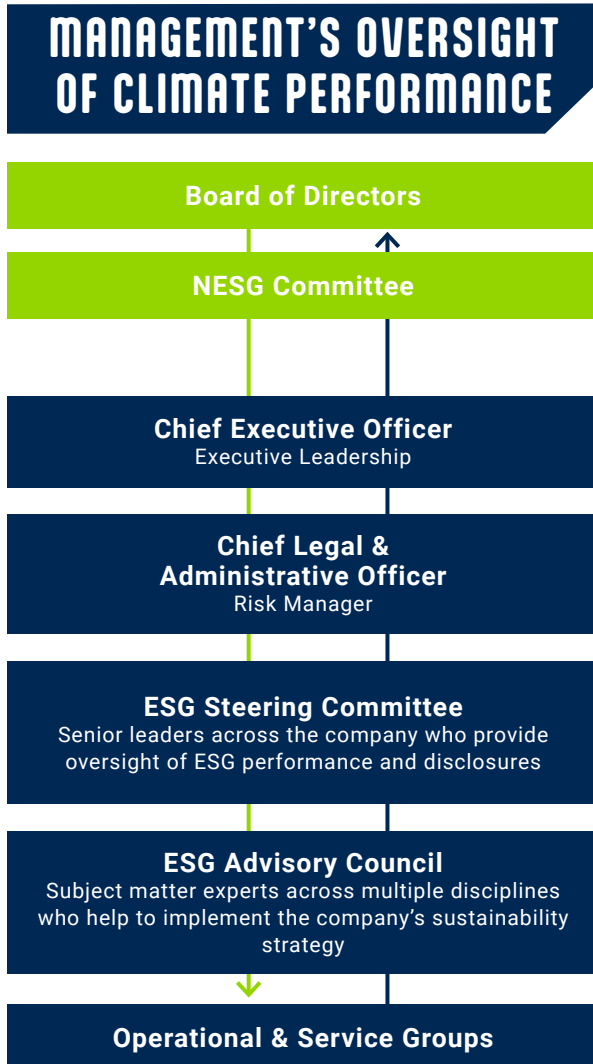 MANAGEMENT'S OVERSIGHT
OF CLIMATE PERFORMANCE
Board of Directors
NESG Committee
Chief Executive Officer
Executive Leadership
Chief Legal &
Administrative Officer
Risk Manager
ESG Steering Committee
Senior leaders across the company who provide
oversight of ESG performance and disclosures
ESG Advisory Council
Subject matter experts across multiple disciplines
who help to implement the company's sustainability
strategy
Operational & Service Groups